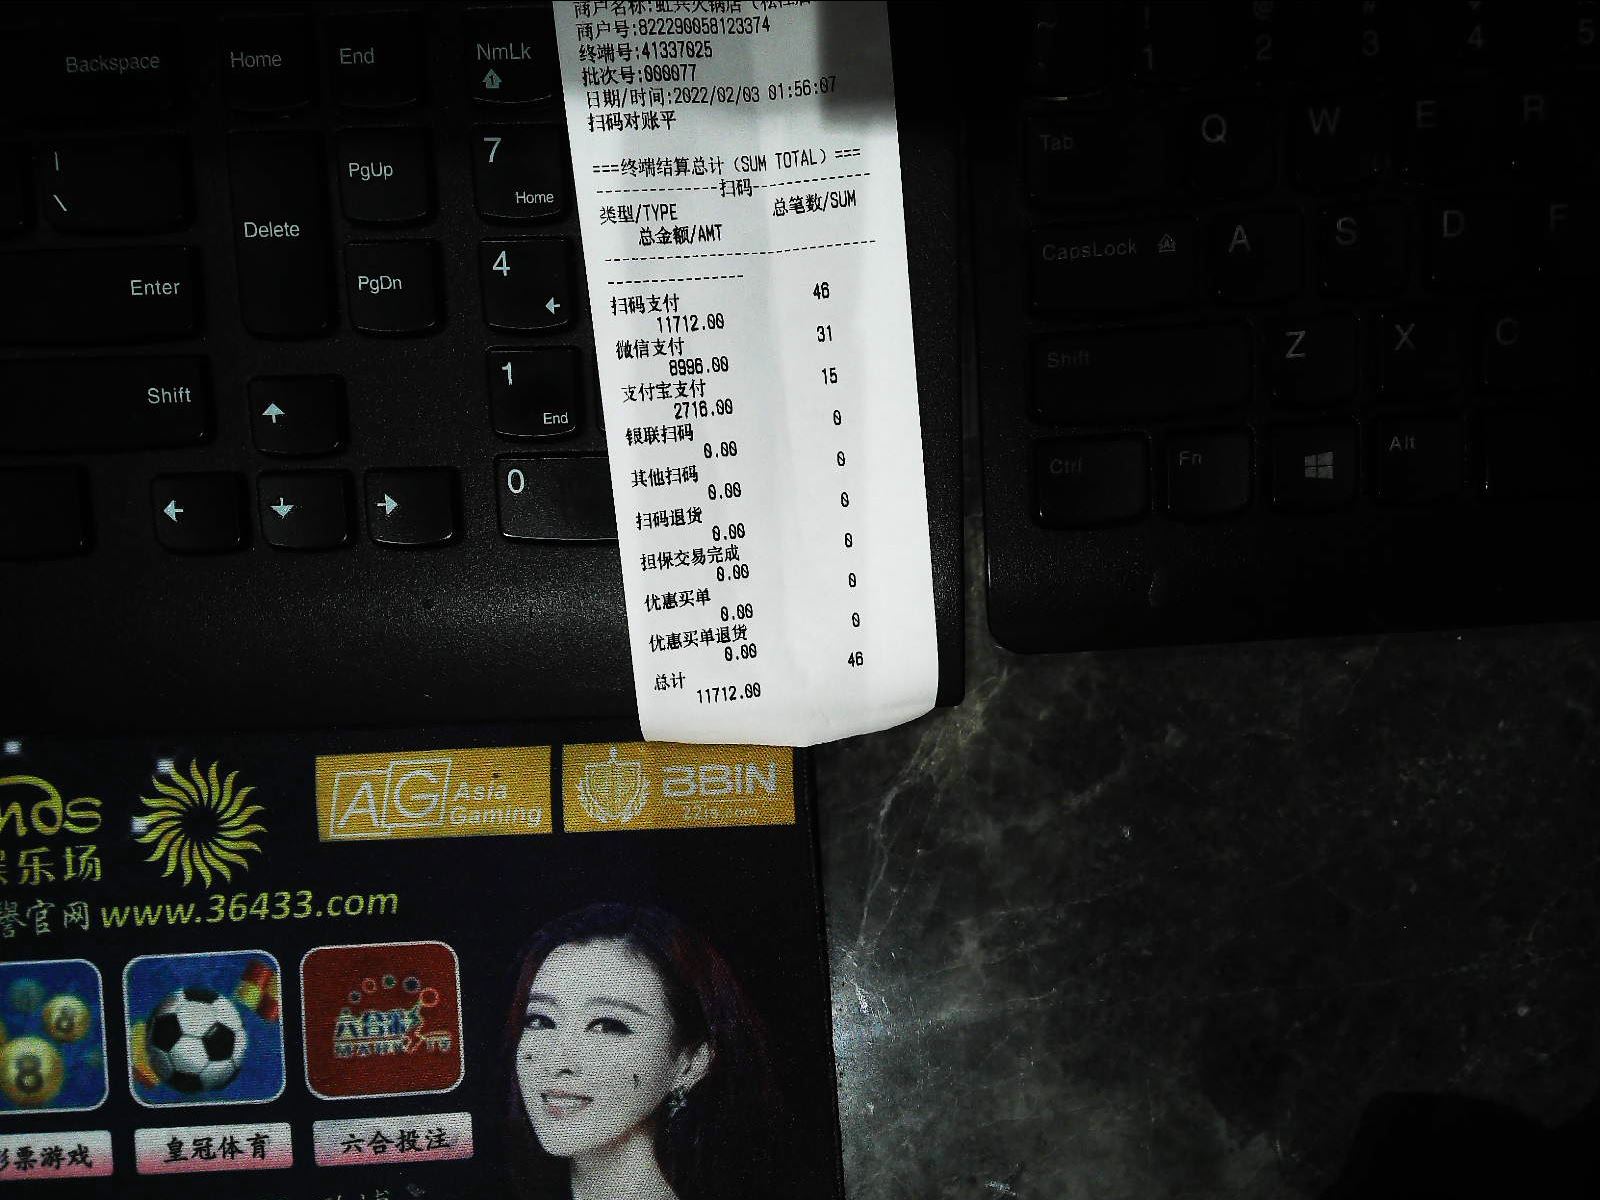 商户号:822290058123374
终端号:41337025
批次号:000077
日期/时间:2022/02/03 01:56:07
扫码对账平
===终端结算总计（SUM TOTAL）===
---------------扫码---------------
类型/TYPE 总笔数/SUM
总金额/AMT
扫码支付 46
11712.00
微信支付 31
8996.00
支付宝支付 15
2716.00
银联扫码 0
0.00
其他扫码 0
0.00
扫码退货 0
0.00
担保交易完成 0
0.00
优惠买单 0
0.00
优惠买单退货 0
0.00
总计 46
11712.00
Backspace Home End NmLk
| \ Delete PgUp 7 Home
Enter PgDn 4
Shift 1 End
0
~ ! 1 2 # 3 4 5
Tab Q W E R
CapsLock A S D F
Shift Z X C
Ctrl Fn Alt
AG Asia Gaming
BBIN
乐场
官网 www.36433.com
8
票游戏
皇冠体育
六合投注